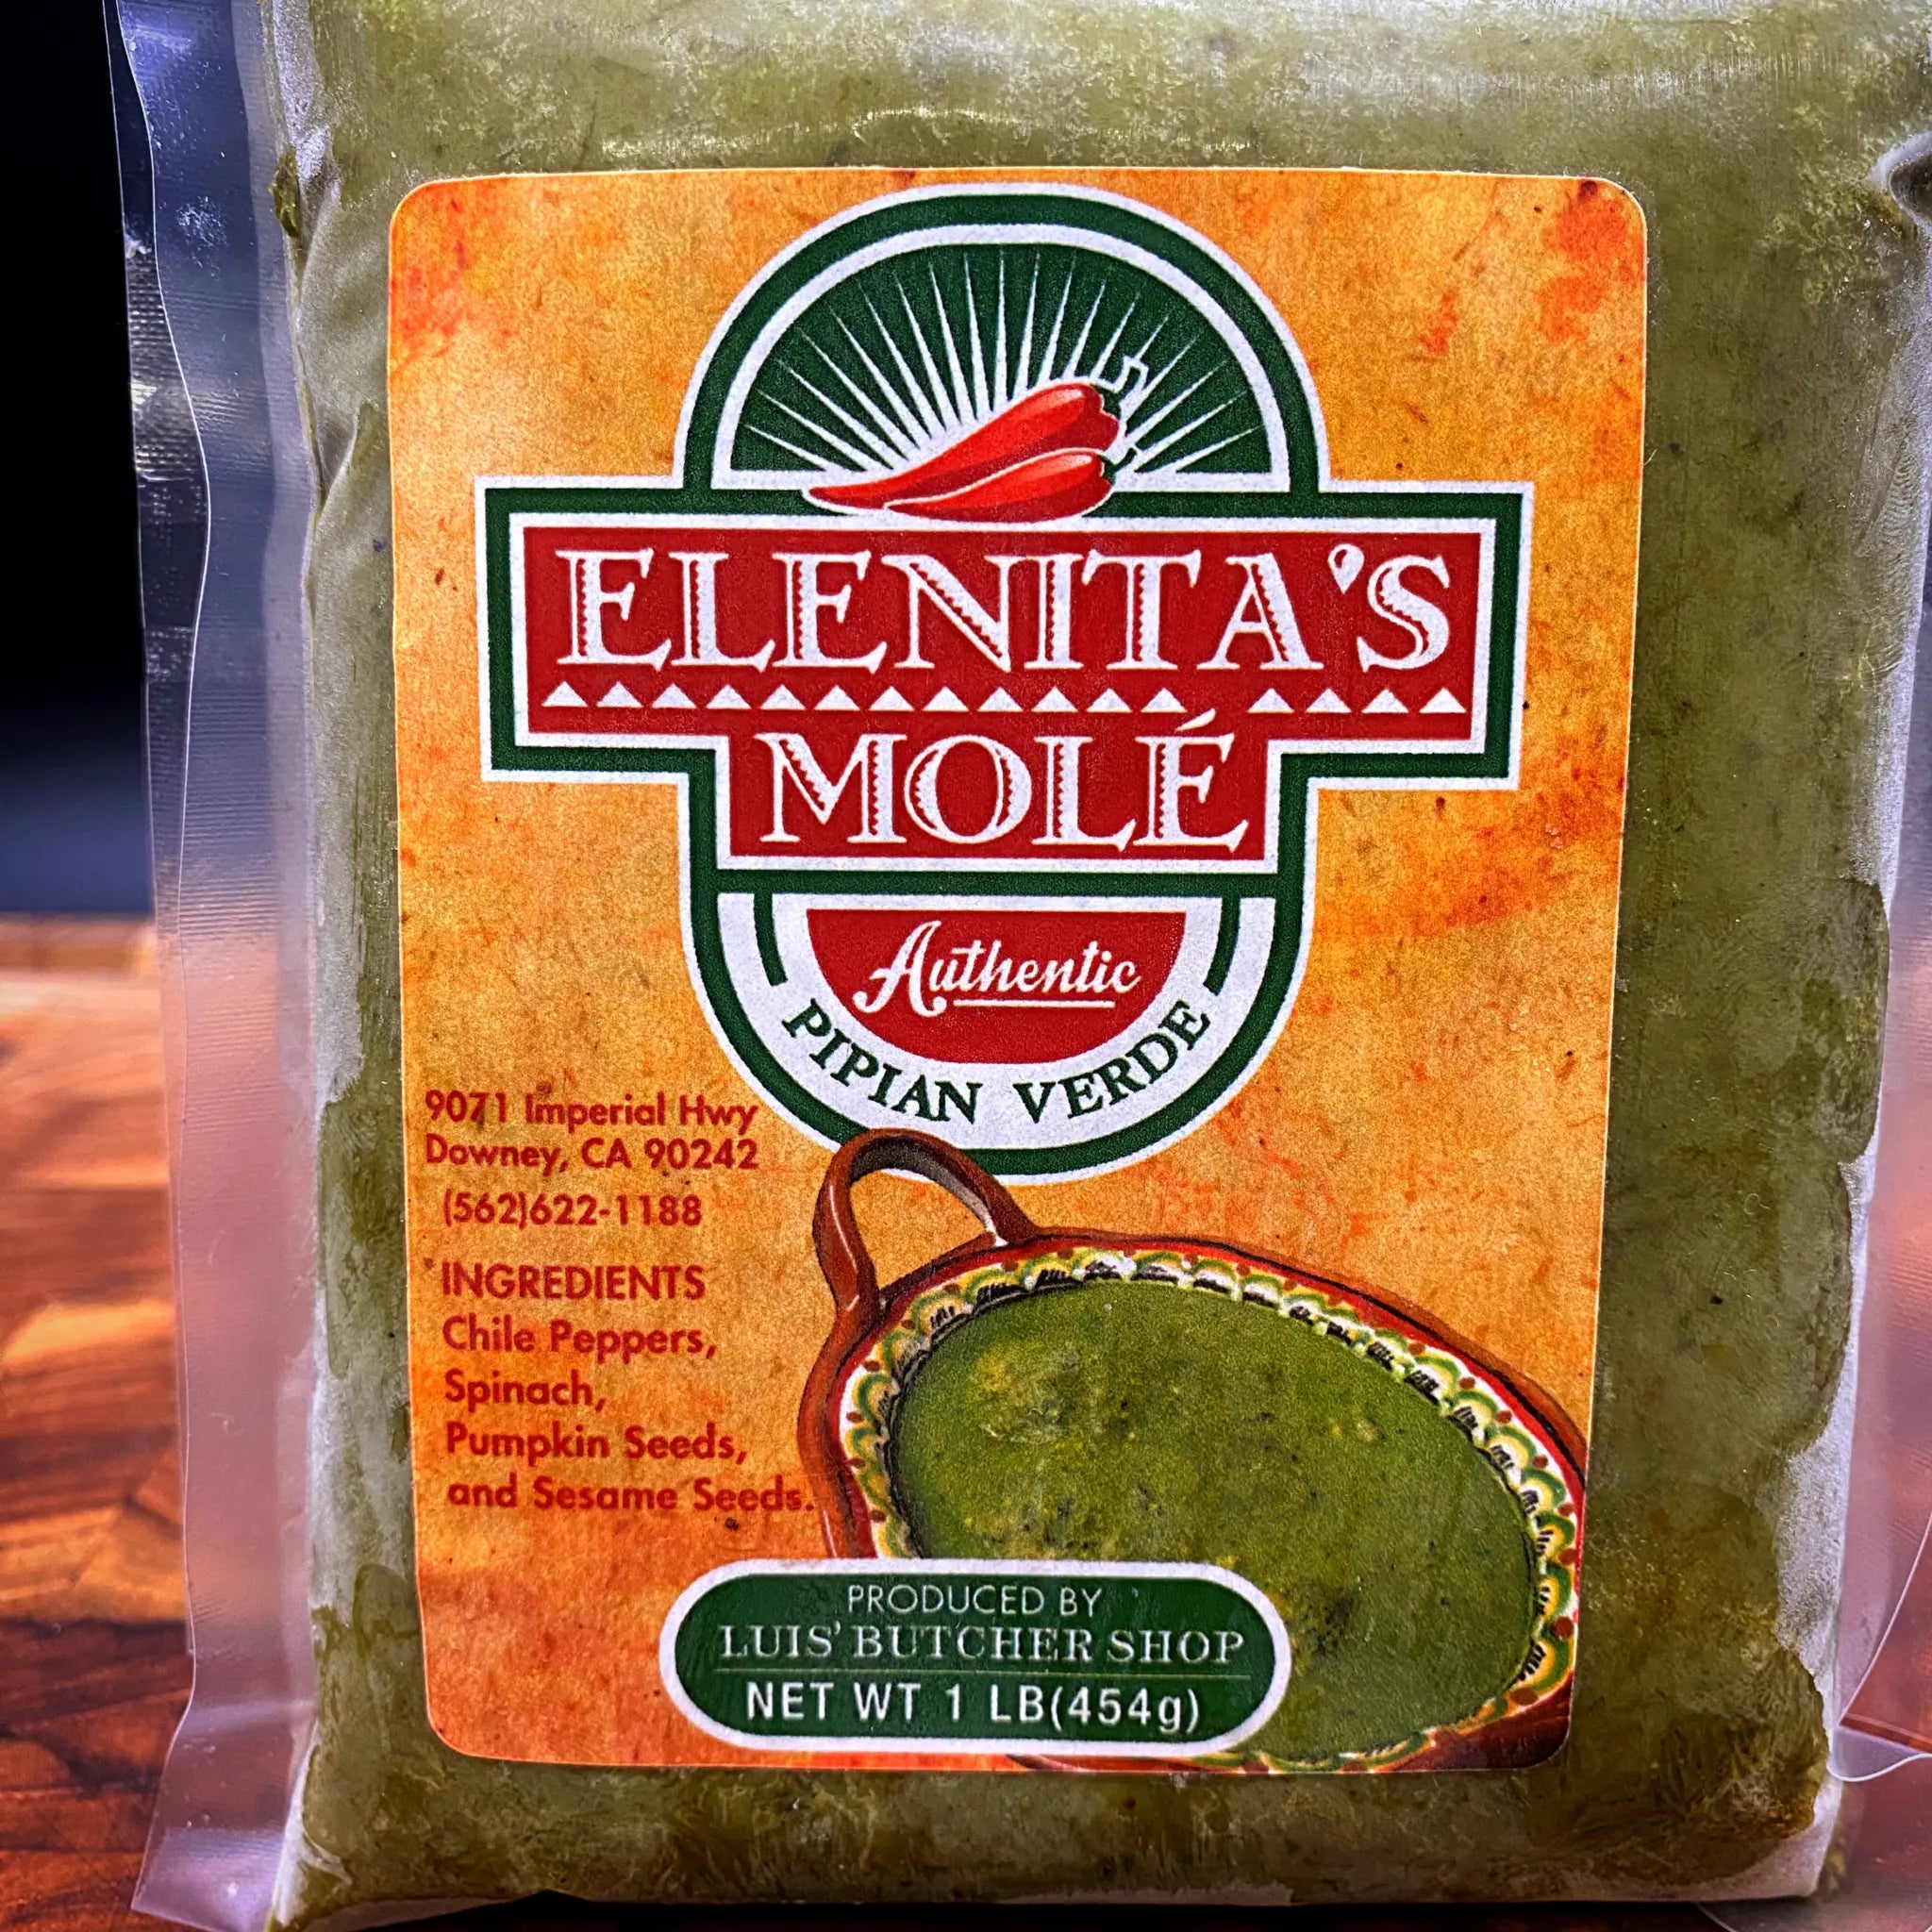 ELENITA'S
MOLÉ
Authentic
PIPIAN VERDE
9071 Imperial Hwy
Downey, CA 90242
(562)622-1188
INGREDIENTS
Chile Peppers,
Spinach,
Pumpkin Seeds,
and Sesame Seeds.
PRODUCED BY
LUIS' BUTCHER SHOP
NET WT 1 LB(454g)